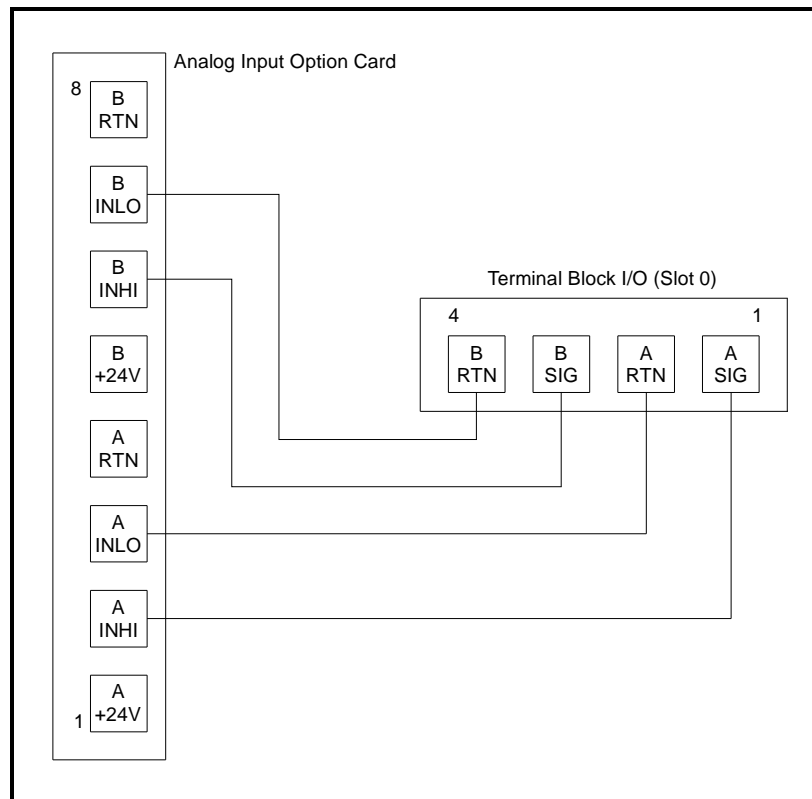 Analog Input Option Card
8
B
RTN
B
INLO
B
INHI
B
+24V
A
RTN
A
INLO
A
INHI
A
+24V
1
Terminal Block I/O (Slot 0)
4
1
B
RTN
B
SIG
A
RTN
A
SIG